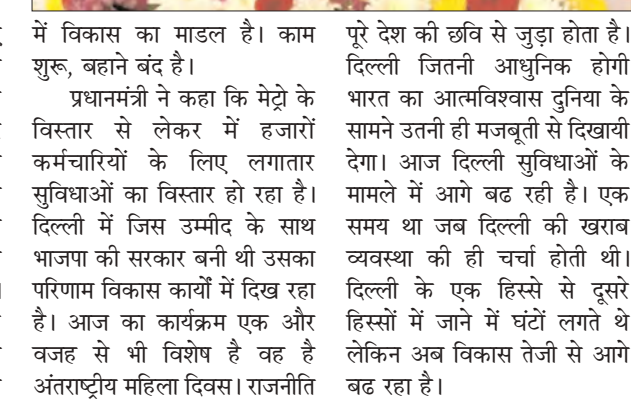 में विकास का माडल है। काम
शुरू, बहाने बंद है।
प्रधानमंत्री ने कहा कि मेट्रो के
विस्तार से लेकर में हजारों
कर्मचारियों के लिए लगातार
सुविधाओं का विस्तार हो रहा है।
दिल्ली में जिस उम्मीद के साथ
भाजपा की सरकार बनी थी उसका
परिणाम विकास कार्यों में दिख रहा
है। आज का कार्यक्रम एक और
वजह से भी विशेष है वह है
अंतराष्ट्रीय महिला दिवस। राजनीति
पूरे देश की छवि से जुड़ा होता है।
दिल्ली जितनी आधुनिक होगी
भारत का आत्मविश्वास दुनिया के
सामने उतनी ही मजबूती से दिखायी
देगा। आज दिल्ली सुविधाओं के
मामले में आगे बढ रही है। एक
समय था जब दिल्ली की खराब
व्यवस्था की ही चर्चा होती थी।
दिल्ली के एक हिस्से से दूसरे
हिस्सों में जाने में घंटों लगते थे
लेकिन अब विकास तेजी से आगे
बढ रहा है।